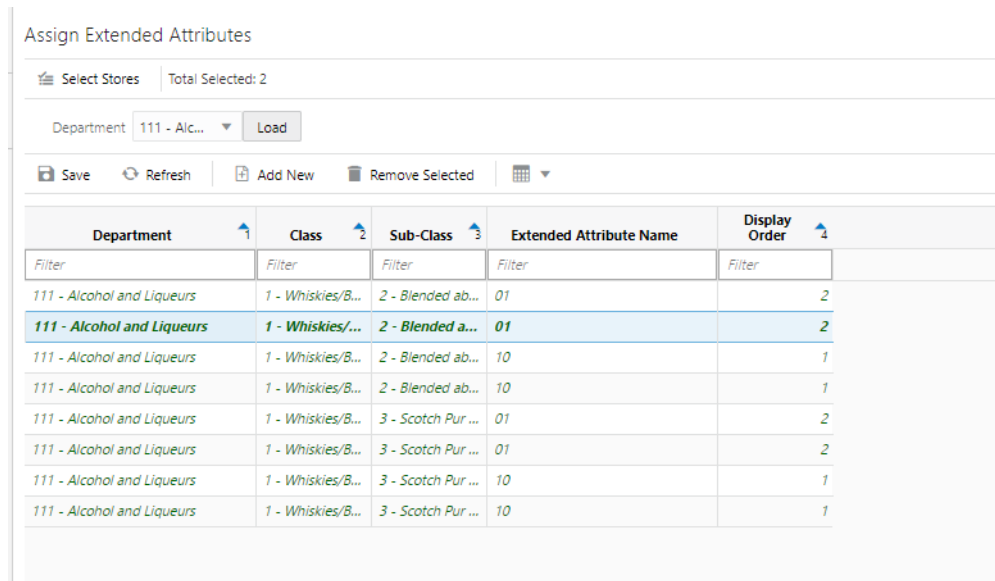 Assign Extended Attributes
Select Stores Total Selected: 2
Department 111 - Alc... Load
Save Refresh Add New Remove Selected
Department 1 Class 2 Sub-Class 3 Extended Attribute Name Display Order 4
Filter Filter Filter Filter Filter
111 - Alcohol and Liqueurs 1 - Whiskies/B... 2 - Blended ab... 01 2
111 - Alcohol and Liqueurs 1 - Whiskies/... 2 - Blended a... 01 2
111 - Alcohol and Liqueurs 1 - Whiskies/B... 2 - Blended ab... 10 1
111 - Alcohol and Liqueurs 1 - Whiskies/B... 2 - Blended ab... 10 1
111 - Alcohol and Liqueurs 1 - Whiskies/B... 3 - Scotch Pur ... 01 2
111 - Alcohol and Liqueurs 1 - Whiskies/B... 3 - Scotch Pur ... 01 2
111 - Alcohol and Liqueurs 1 - Whiskies/B... 3 - Scotch Pur ... 10 1
111 - Alcohol and Liqueurs 1 - Whiskies/B... 3 - Scotch Pur ... 10 1